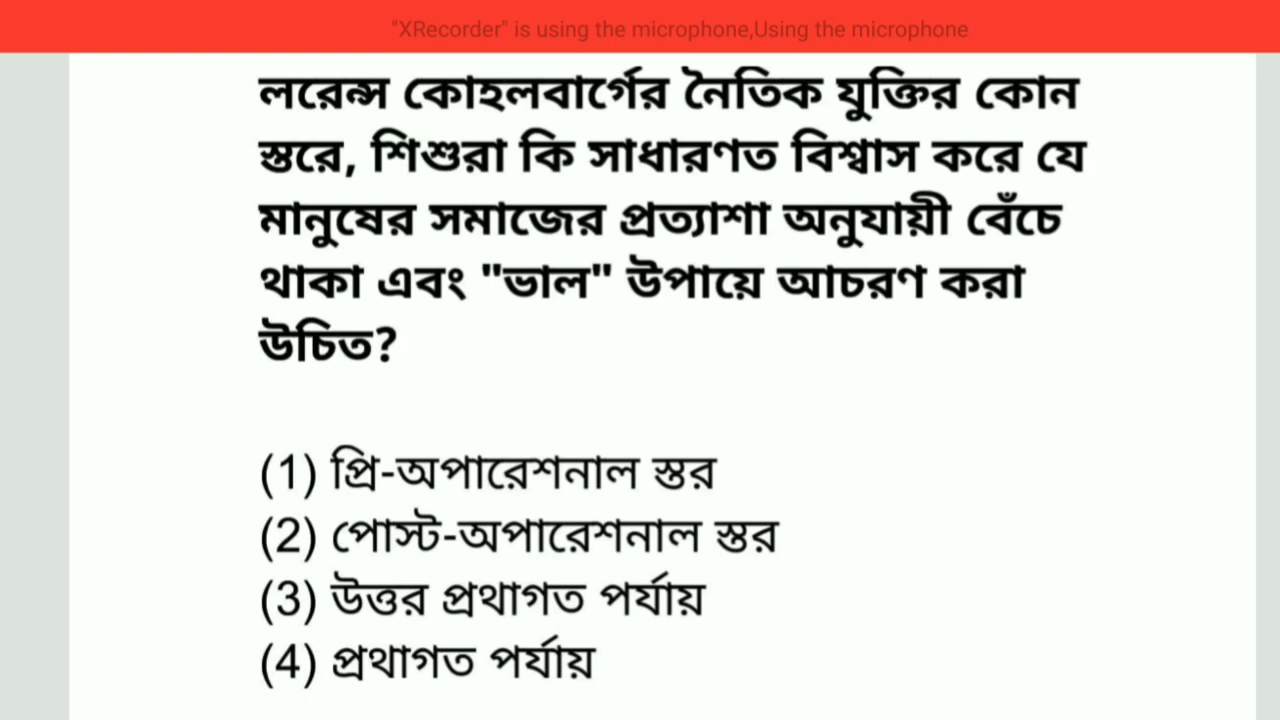 "XRecorder" is using the microphone,Using the microphone
লরেন্স কোহলবার্গের নৈতিক যুক্তির কোন
স্তরে, শিশুরা কি সাধারণত বিশ্বাস করে যে
মানুষের সমাজের প্রত্যাশা অনুযায়ী বেঁচে
থাকা এবং "ভাল" উপায়ে আচরণ করা
উচিত?
(1) প্রি-অপারেশনাল স্তর
(2) পোস্ট-অপারেশনাল স্তর
(3) উত্তর প্রথাগত পর্যায়
(4) প্রথাগত পর্যায়